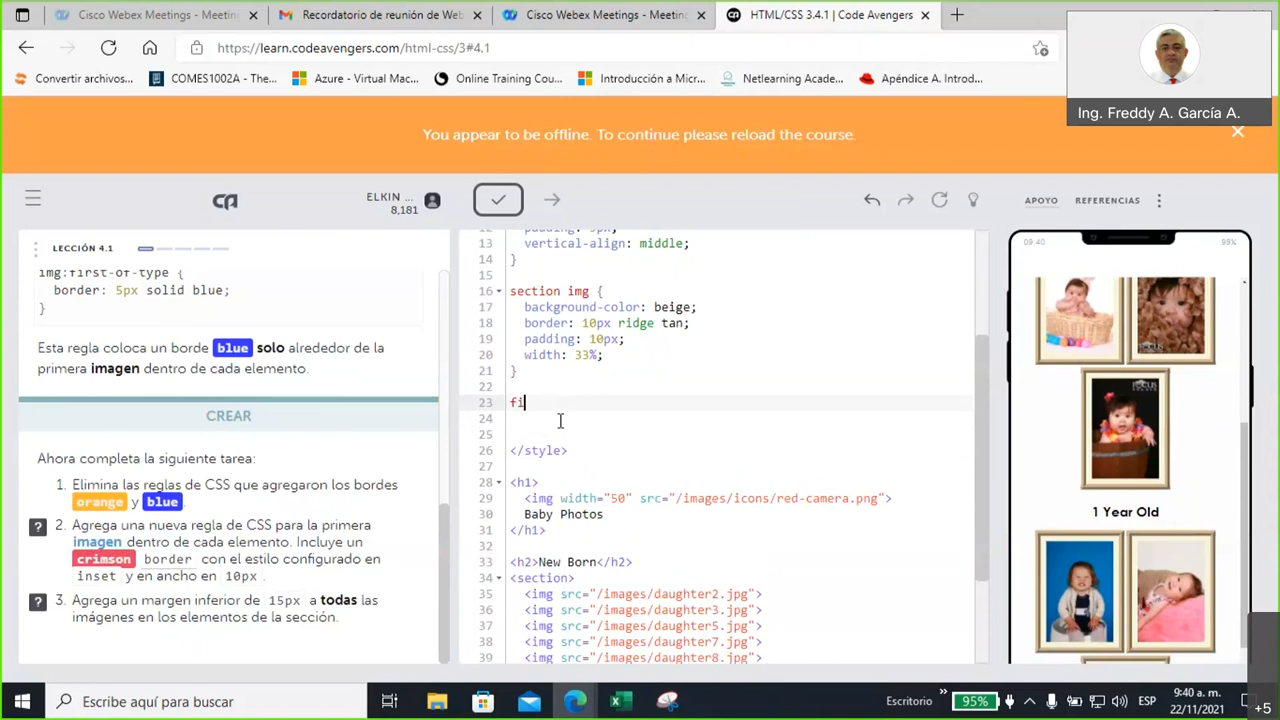 Cisco Webex Meetings - Meeting
Recordatorio de reunión de Web
Cisco Webex Meetings - Meeting
HTML/CSS 3.4.1 | Code Avengers
https://learn.codeavengers.com/html-css/3#4.1
Convertir archivos...
COMES1002A - The...
Azure - Virtual Mac...
Online Training Cou...
Introducción a Micr...
Netlearning Acade...
Apéndice A. Introd...
Ing. Freddy A. García A.
You appear to be offline. To continue please reload the course.
ELKIN ...
8,181
APOYO
REFERENCIAS
LECCIÓN 4.1
img:first-of-type {
border: 5px solid blue;
}
Esta regla coloca un borde blue solo alrededor de la
primera imagen dentro de cada elemento.
CREAR
Ahora completa la siguiente tarea:
1. Elimina las reglas de CSS que agregaron los bordes
orange y blue.
? 2. Agrega una nueva regla de CSS para la primera
imagen dentro de cada elemento. Incluye un
crimson border con el estilo configurado en
inset y en ancho en 10px.
? 3. Agrega un margen inferior de 15px a todas las
imágenes en los elementos de la sección.
12 padding: 5px;
13 vertical-align: middle;
14 }
15
16 section img {
17 background-color: beige;
18 border: 10px ridge tan;
19 padding: 10px;
20 width: 33%;
21 }
22
23 fi
24
25
26 </style>
27
28 <h1>
29 <img width="50" src="/images/icons/red-camera.png">
30 Baby Photos
31 </h1>
32
33 <h2>New Born</h2>
34 <section>
35 <img src="/images/daughter2.jpg">
36 <img src="/images/daughter3.jpg">
37 <img src="/images/daughter5.jpg">
38 <img src="/images/daughter7.jpg">
39 <img src="/images/daughter8.jpg">
09:40
98%
1 Year Old
Escribe aquí para buscar
Escritorio
95%
ESP
9:40 a. m.
22/11/2021
+5